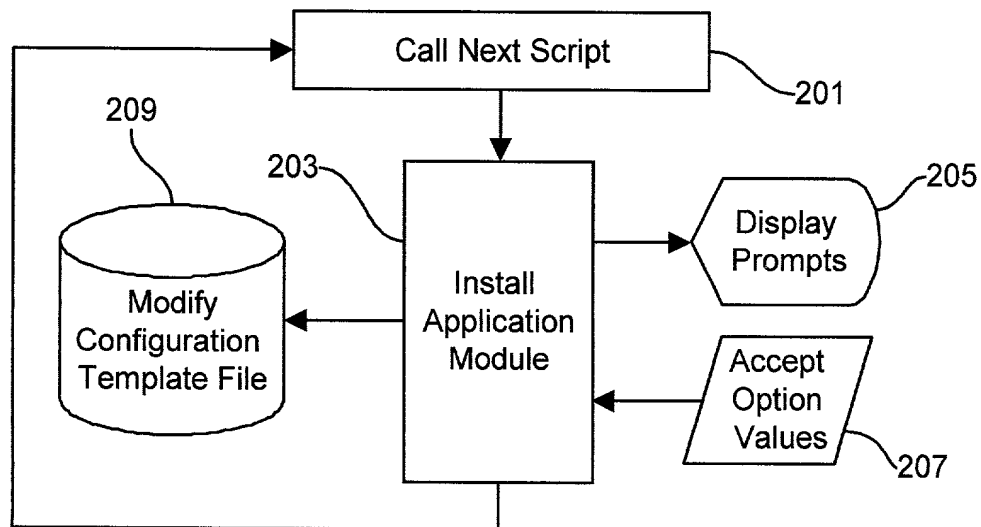 Call Next Script
201
209
203
205
Display
Prompts
Install
Application
Module
Modify
Configuration
Template File
Accept
Option
Values
207